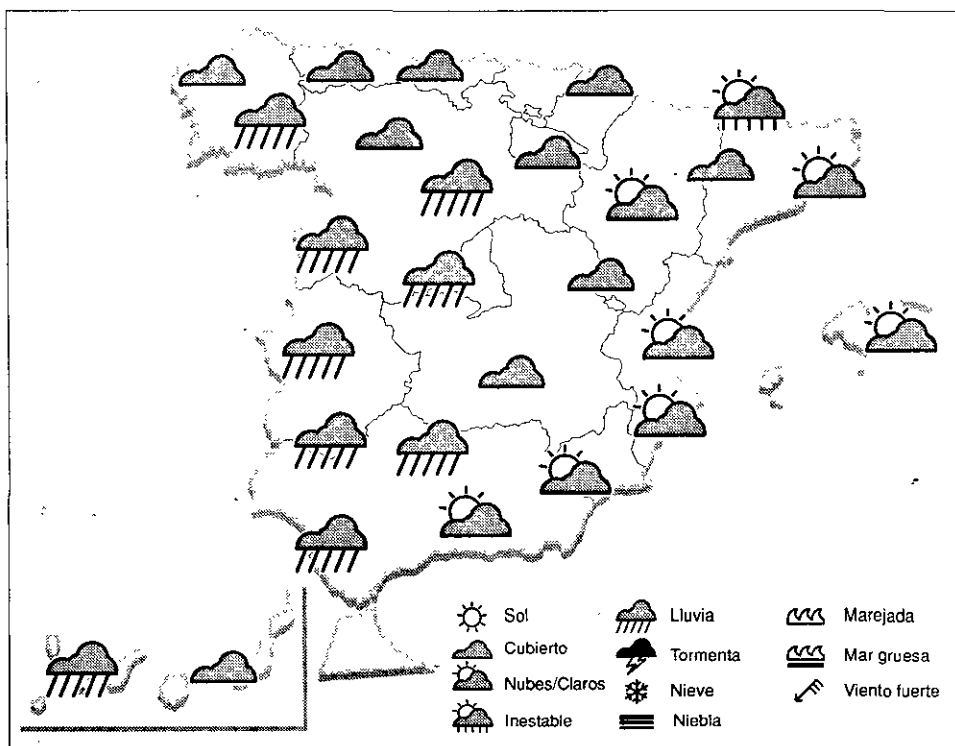 Sol
Cubierto
Nubes/Claros
Inestable
Lluvia
Tormenta
Nieve
Niebla
Marejada
Mar gruesa
Viento fuerte